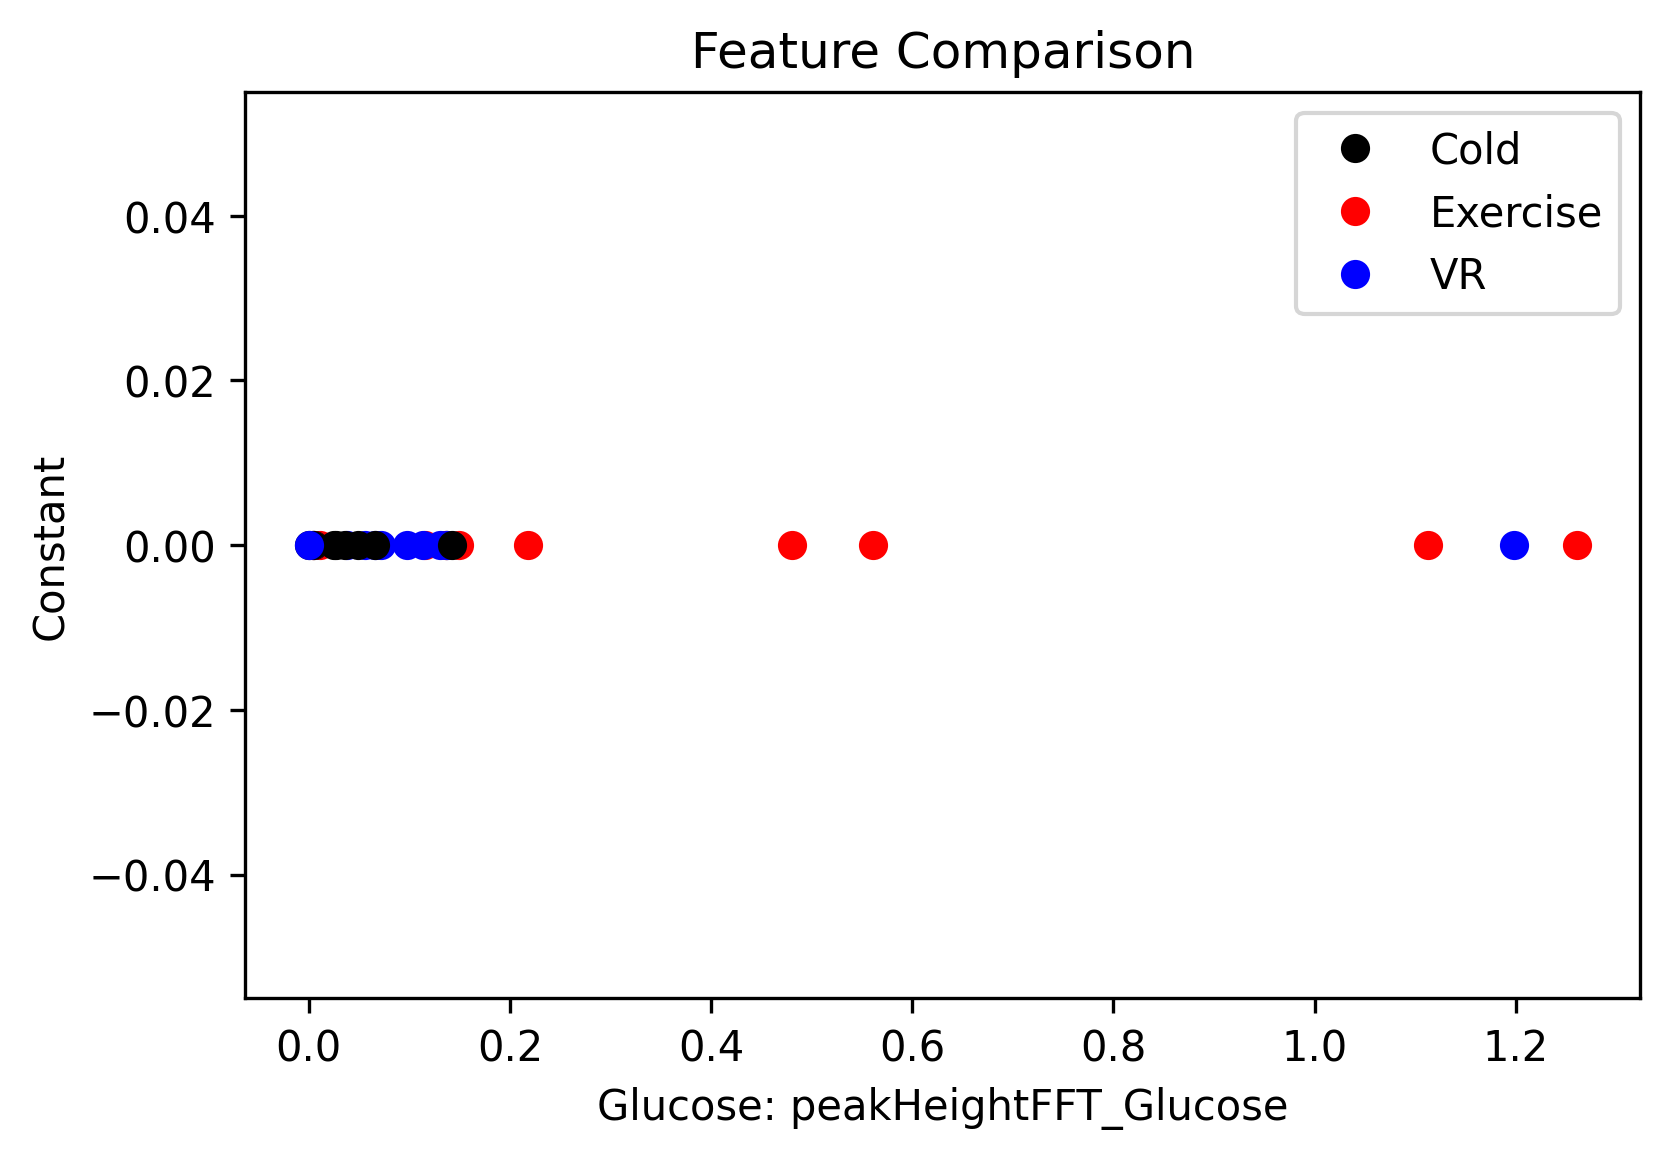 Feature Comparison
Cold
Exercise
VR
0.04
0.02
0.00
−0.02
−0.04
Constant
0.0 0.2 0.4 0.6 0.8 1.0 1.2
Glucose: peakHeightFFT_Glucose